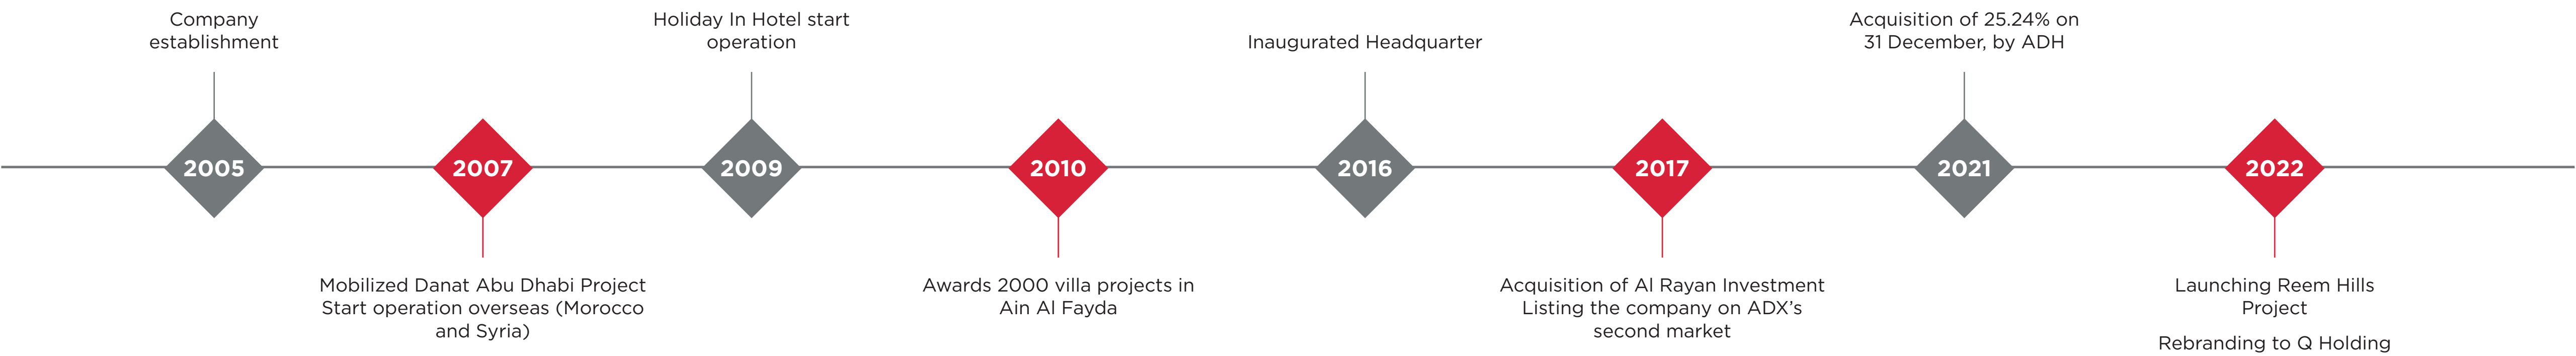 Company
establishment
2005
2007
Mobilized Danat Abu Dhabi Project
Start operation overseas (Morocco
and Syria)
Holiday In Hotel start
operation
2009
2010
Awards 2000 villa projects in
Ain Al Fayda
Inaugurated Headquarter
2016
2017
Acquisition of Al Rayan Investment
Listing the company on ADX’s
second market
Acquisition of 25.24% on
31 December, by ADH
2021
2022
Launching Reem Hills
Project
Rebranding to Q Holding